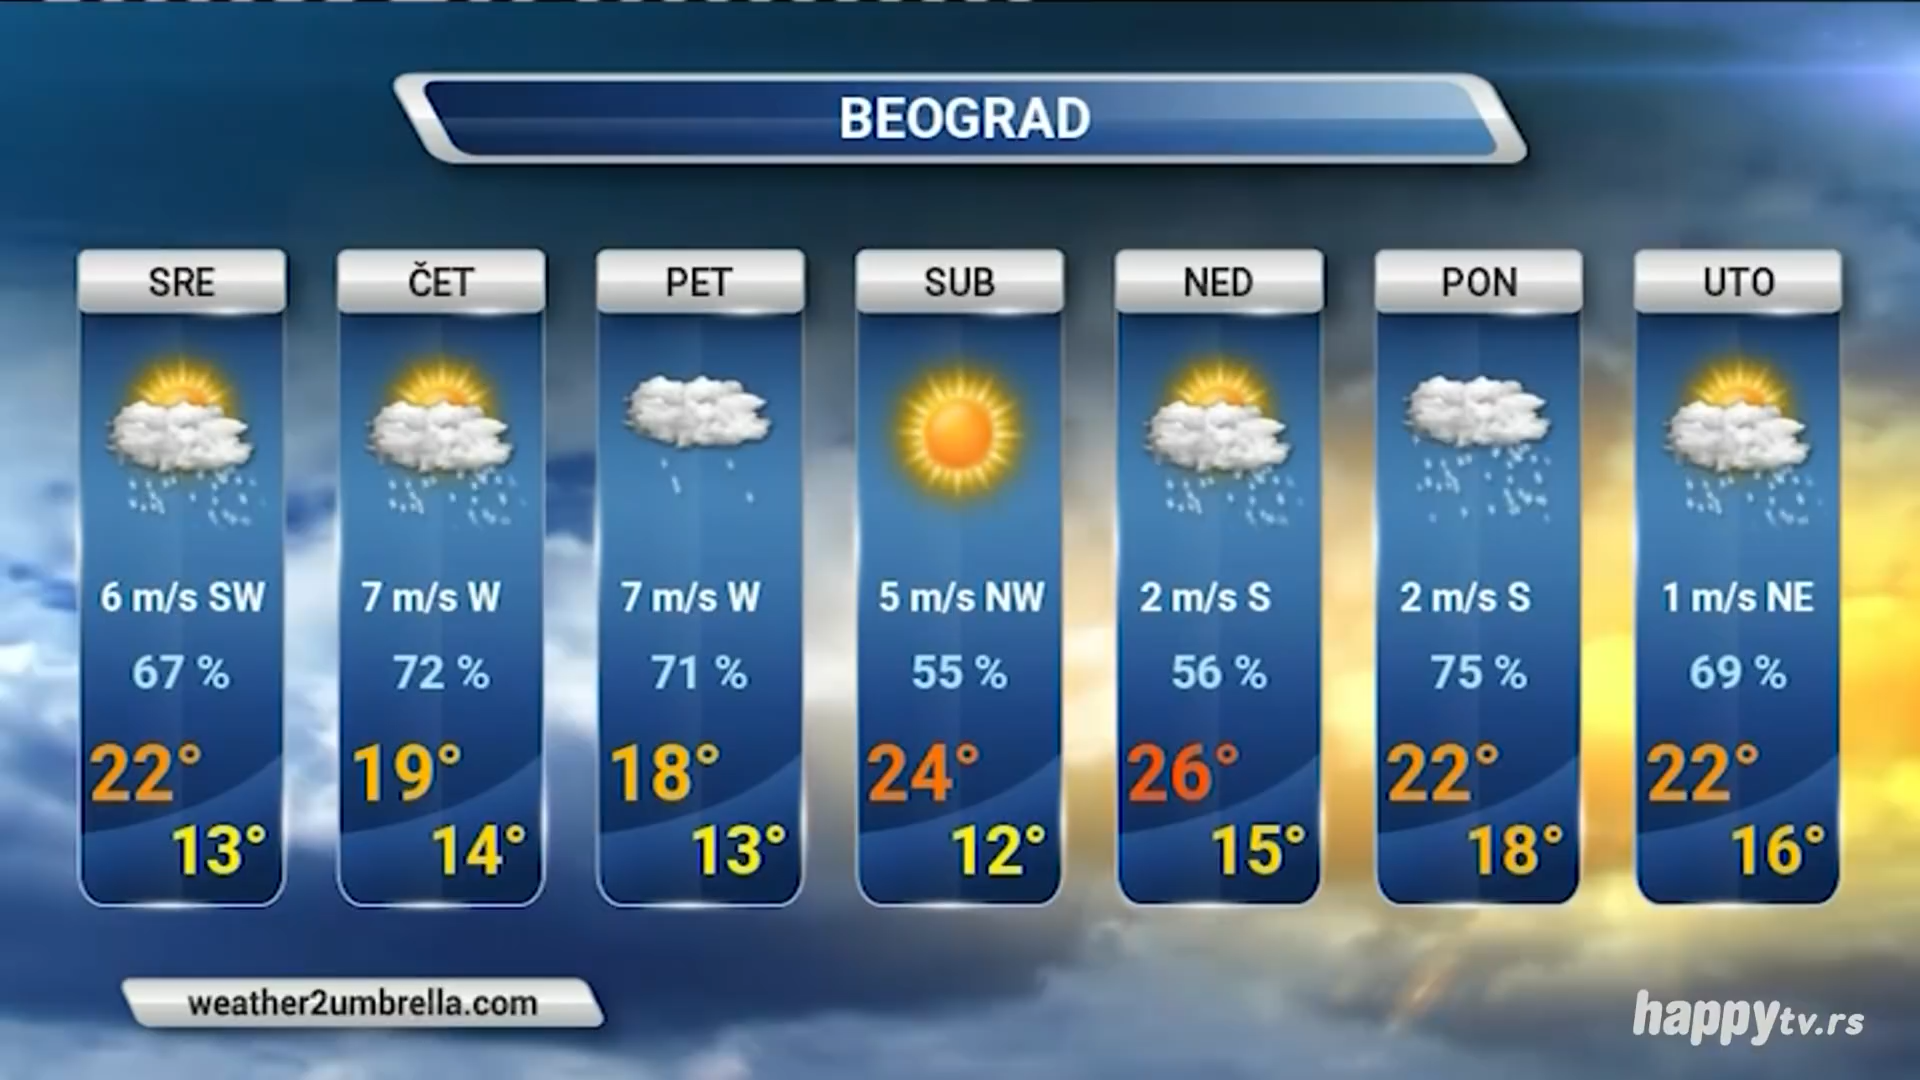 BEOGRAD
SRE ČET PET SUB NED PON UTO
6 m/s SW 7 m/s W 7 m/s W 5 m/s NW 2 m/s S 2 m/s S 1 m/s NE
67 % 72 % 71 % 55 % 56 % 75 % 69 %
22° 19° 18° 24° 26° 22° 22°
13° 14° 13° 12° 15° 18° 16°
weather2umbrella.com
happytv.rs